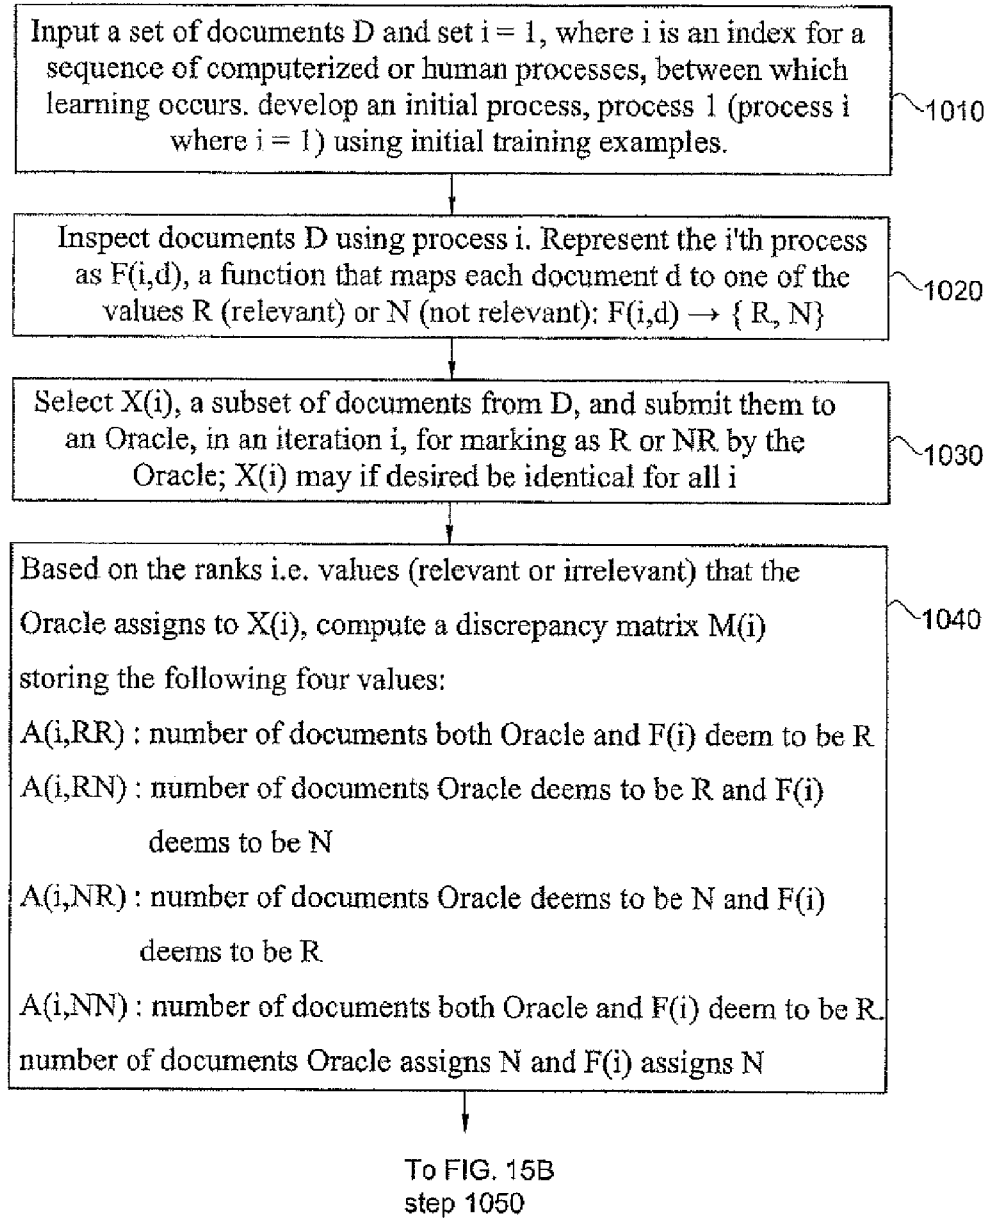 Input a set of documents D and set i = 1, where i is an index for a
sequence of computerized or human processes, between which
learning occurs. develop an initial process, process 1 (process i
where i = 1) using initial training examples.
1010
Inspect documents D using process i. Represent the i'th process
as F(i,d), a function that maps each document d to one of the
values R (relevant) or N (not relevant): F(i,d) → { R, N}
1020
Select X(i), a subset of documents from D, and submit them to
an Oracle, in an iteration i, for marking as R or NR by the
Oracle; X(i) may if desired be identical for all i
1030
Based on the ranks i.e. values (relevant or irrelevant) that the
Oracle assigns to X(i), compute a discrepancy matrix M(i)
storing the following four values:
A(i,RR) : number of documents both Oracle and F(i) deem to be R
A(i,RN) : number of documents Oracle deems to be R and F(i)
deems to be N
A(i,NR) : number of documents Oracle deems to be N and F(i)
deems to be R
A(i,NN) : number of documents both Oracle and F(i) deem to be R.
number of documents Oracle assigns N and F(i) assigns N
1040
To FIG. 15B
step 1050